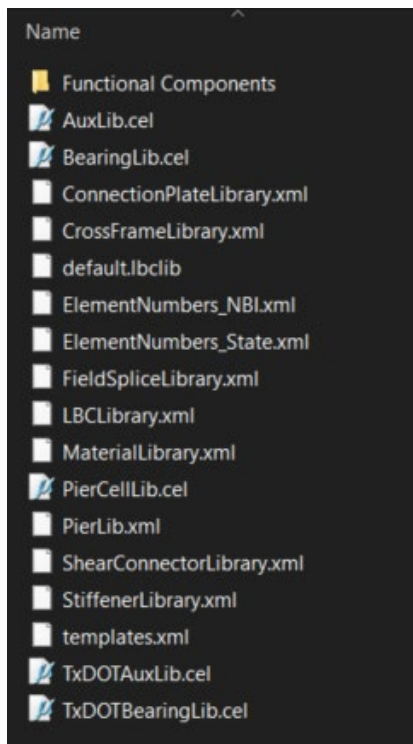 Name
Functional Components
AuxLib.cel
BearingLib.cel
ConnectionPlateLibrary.xml
CrossFrameLibrary.xml
default.lbclib
ElementNumbers_NBI.xml
ElementNumbers_State.xml
FieldSpliceLibrary.xml
LBCLibrary.xml
MaterialLibrary.xml
PierCellLib.cel
PierLib.xml
ShearConnectorLibrary.xml
StiffenerLibrary.xml
templates.xml
TxDOTAuxLib.cel
TxDOTBearingLib.cel